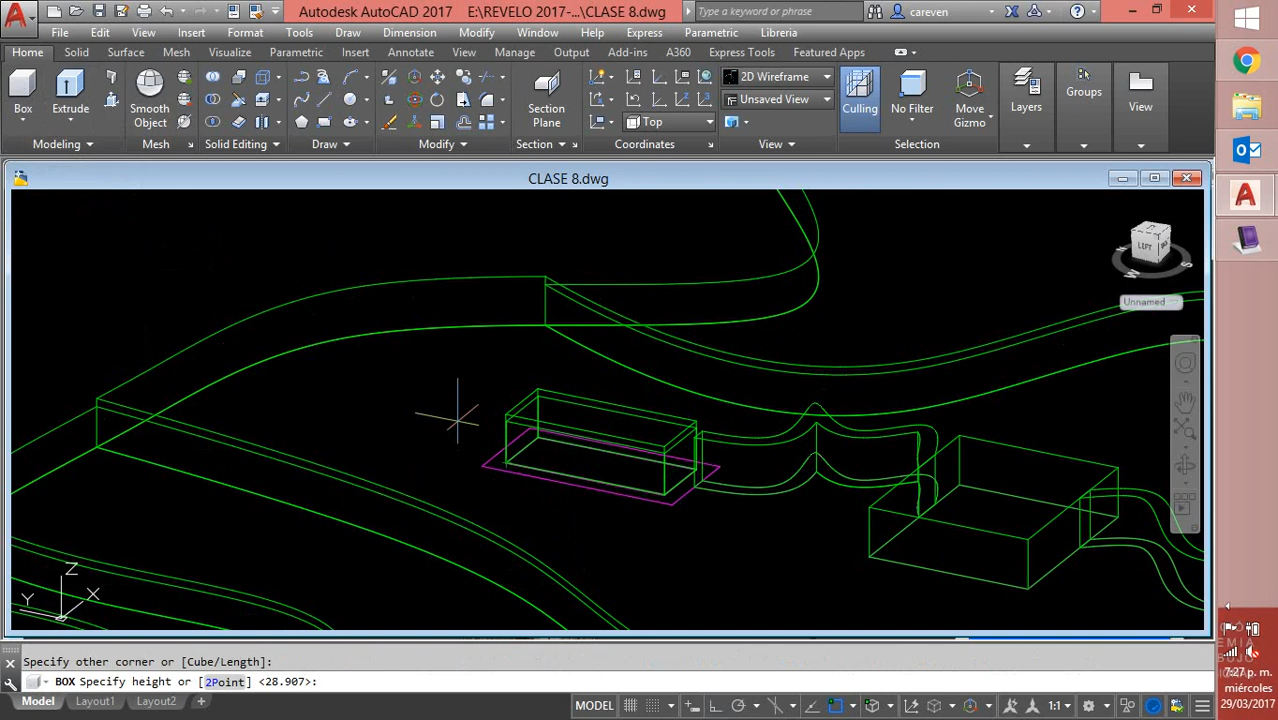 Autodesk AutoCAD 2017 E:\REVELO 2017-...\CLASE 8.dwg
Type a keyword or phrase
careven
File Edit View Insert Format Tools Draw Dimension Modify Window Help Express Parametric Libreria
Home Solid Surface Mesh Visualize Parametric Insert Annotate View Manage Output Add-ins A360 Express Tools Featured Apps
Box
Extrude
Smooth Object
Section Plane
2D Wireframe
Unsaved View
Top
Culling
No Filter
Move Gizmo
Layers
Groups
View
Modeling Mesh Solid Editing Draw Modify Section Coordinates View Selection
CLASE 8.dwg
LEFT
N
S
W
Unnamed
Z
Y
X
Specify other corner or [Cube/Length]:
BOX Specify height or [2Point] <28.907>:
Model Layout1 Layout2 +
MODEL
1:1
7:27 p. m.
miércoles
29/03/2017